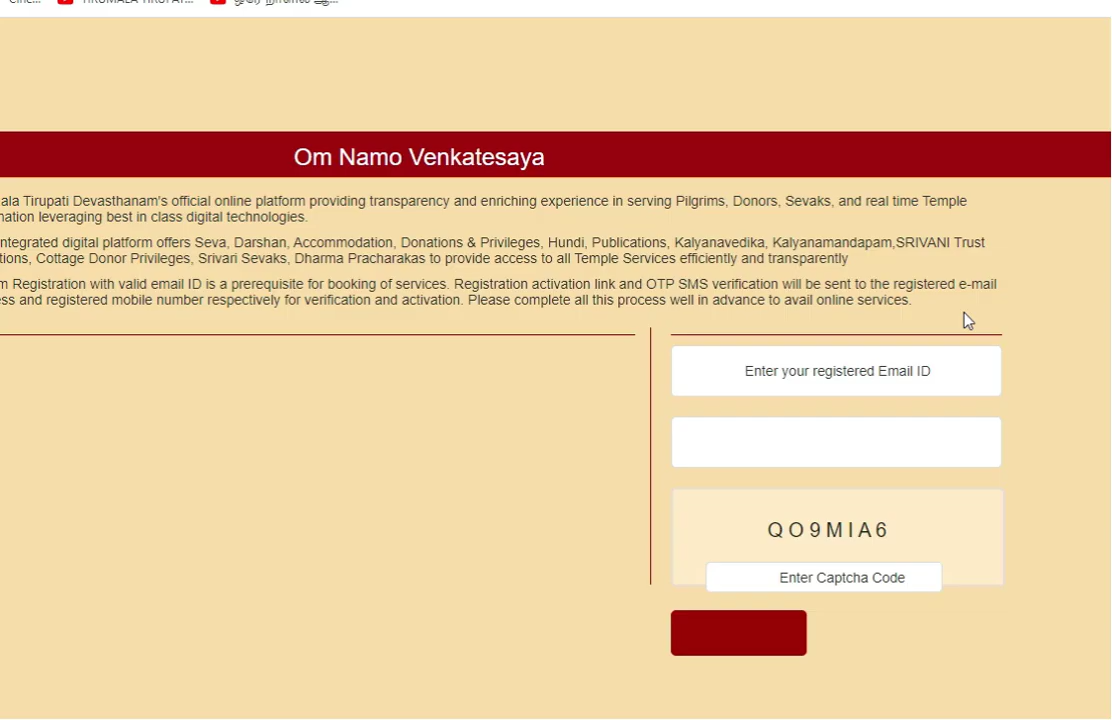 Om Namo Venkatesaya
ala Tirupati Devasthanam's official online platform providing transparency and enriching experience in serving Pilgrims, Donors, Sevaks, and real time Temple
nation leveraging best in class digital technologies.
ntegrated digital platform offers Seva, Darshan, Accommodation, Donations & Privileges, Hundi, Publications, Kalyanavedika, Kalyanamandapam,SRIVANI Trust
tions, Cottage Donor Privileges, Srivari Sevaks, Dharma Pracharakas to provide access to all Temple Services efficiently and transparently
m Registration with valid email ID is a prerequisite for booking of services. Registration activation link and OTP SMS verification will be sent to the registered e-mail
ss and registered mobile number respectively for verification and activation. Please complete all this process well in advance to avail online services.
Enter your registered Email ID
Q O 9 M I A 6
Enter Captcha Code